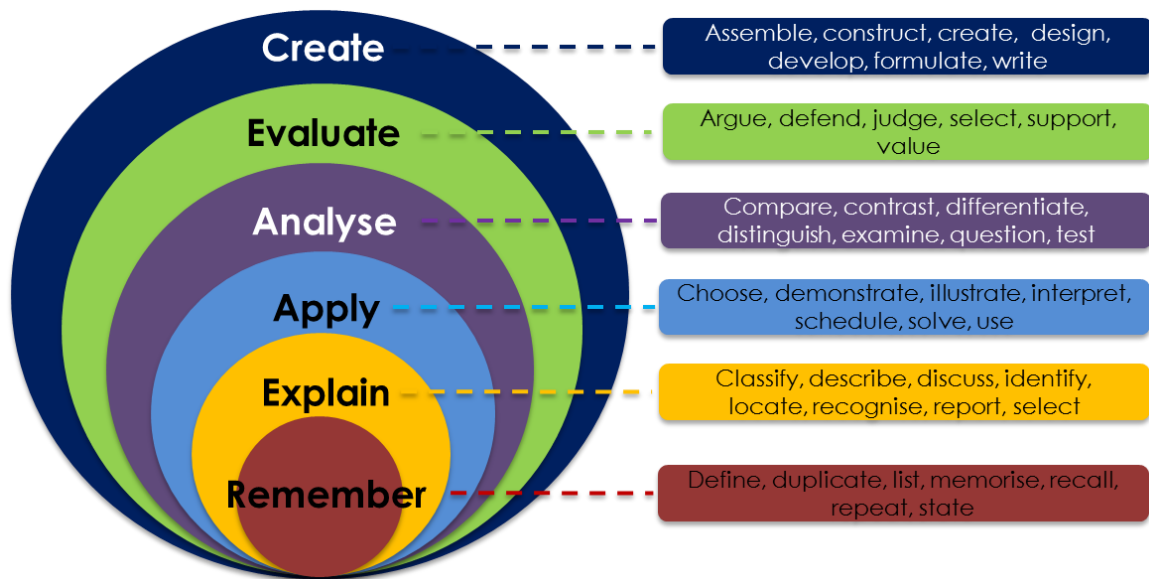 Create
Assemble, construct, create, design,
develop, formulate, write
Evaluate
Argue, defend, judge, select, support,
value
Analyse
Compare, contrast, differentiate,
distinguish, examine, question, test
Apply
Choose, demonstrate, illustrate, interpret,
schedule, solve, use
Explain
Classify, describe, discuss, identify,
locate, recognise, report, select
Remember
Define, duplicate, list, memorise, recall,
repeat, state